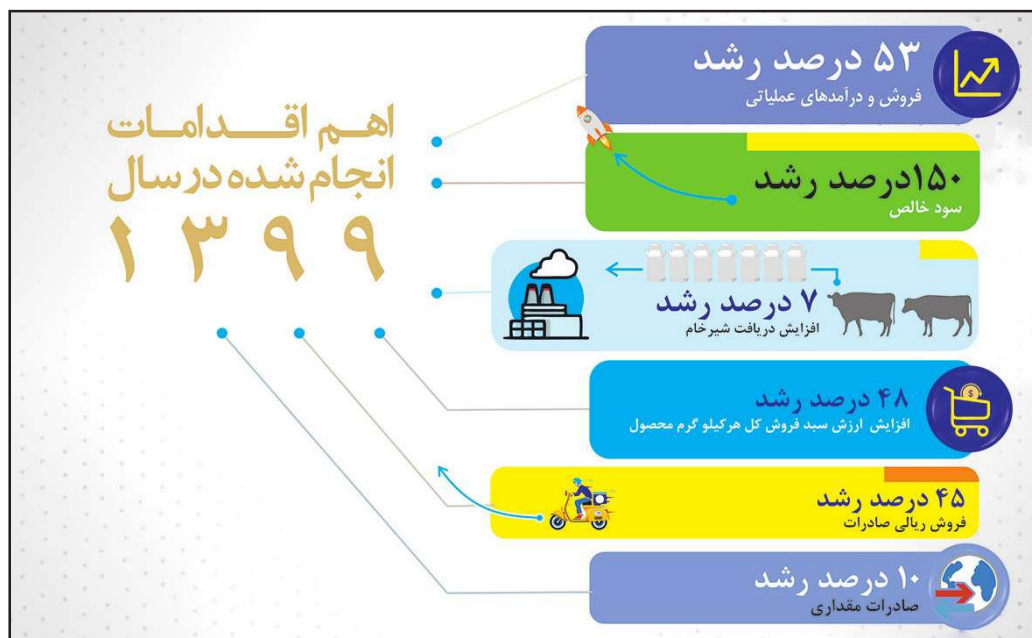 اهم اقدامات
انجام شده در سال
۱۳۹۹
۵۳ درصد رشد
فروش و درآمدهای عملیاتی
۱۵۰درصد رشد
سود خالص
۷ درصد رشد
افزایش دریافت شیرخام
۴۸ درصد رشد
افزایش ارزش سبد فروش کل هرکیلو گرم محصول
۴۵ درصد رشد
فروش ریالی صادرات
۱۰ درصد رشد
صادرات مقداری